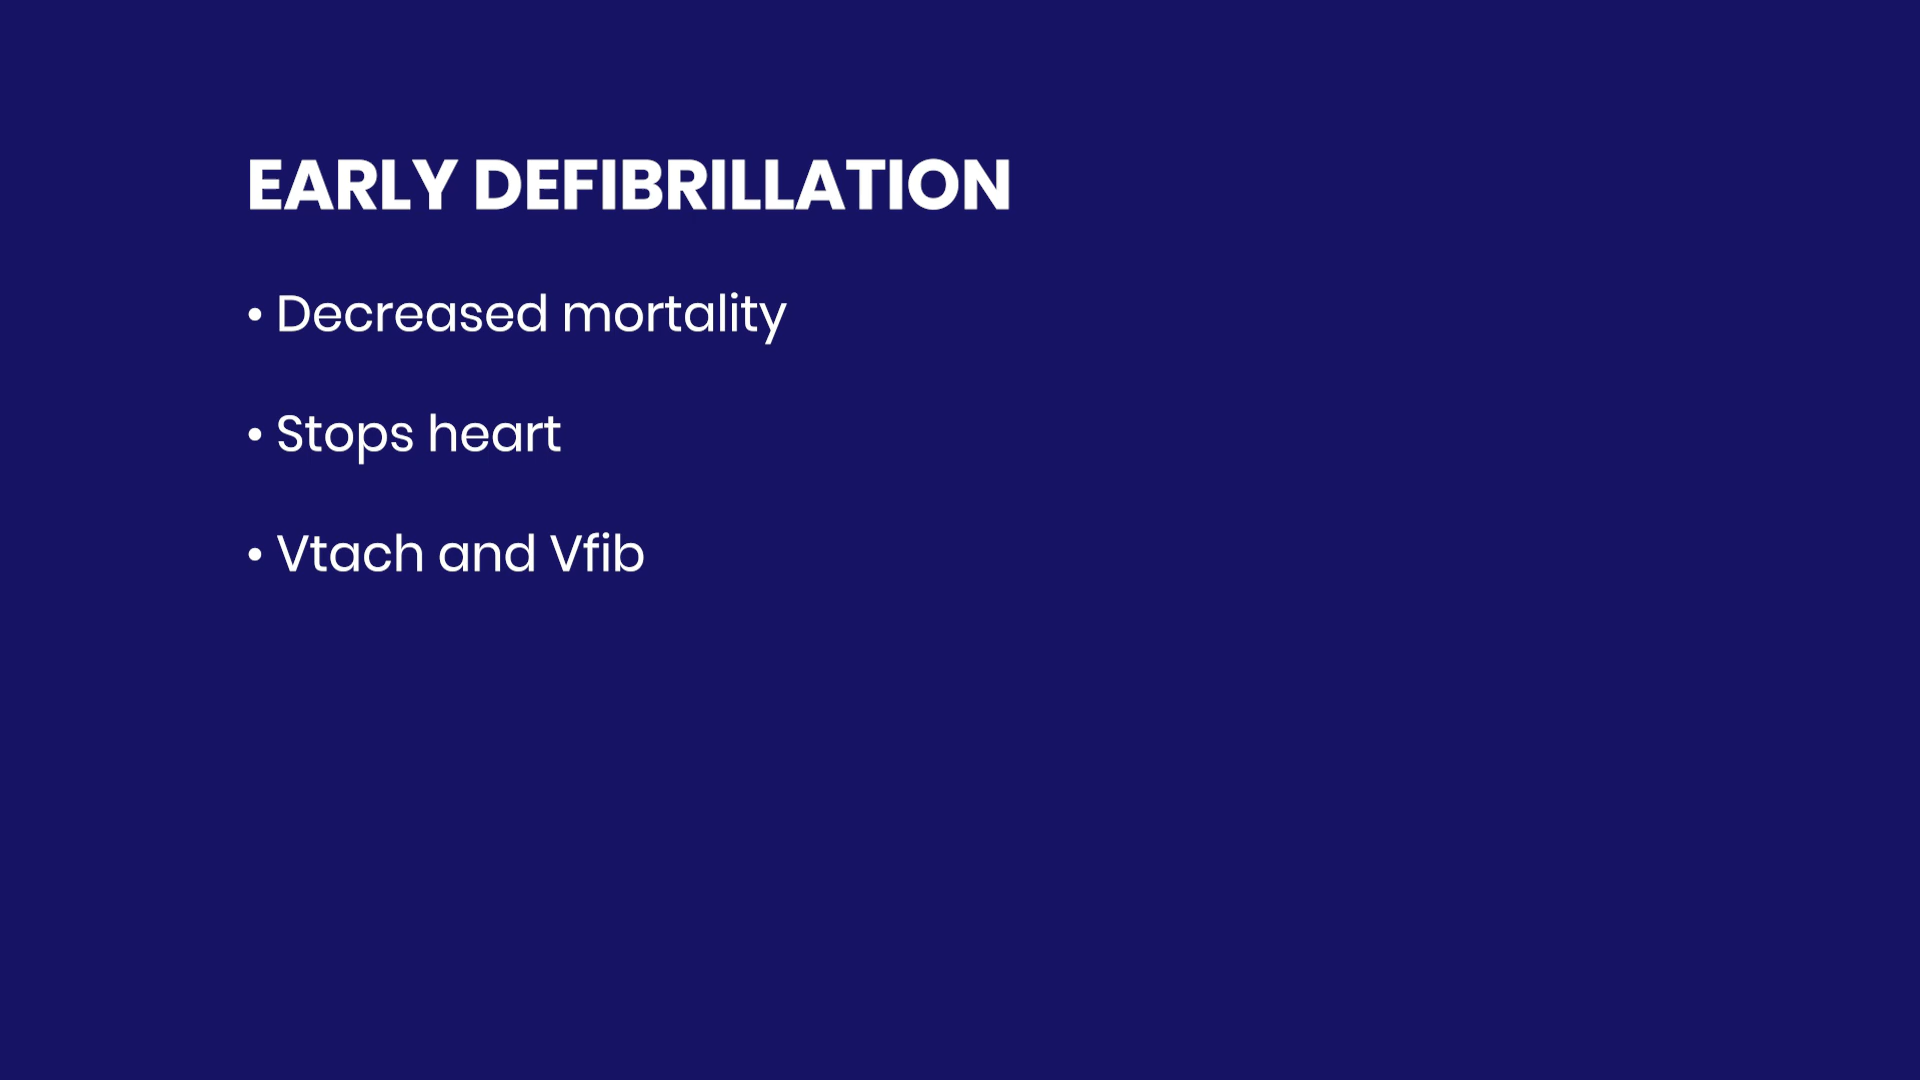 EARLY DEFIBRILLATION
• Decreased mortality
• Stops heart
• Vtach and Vfib